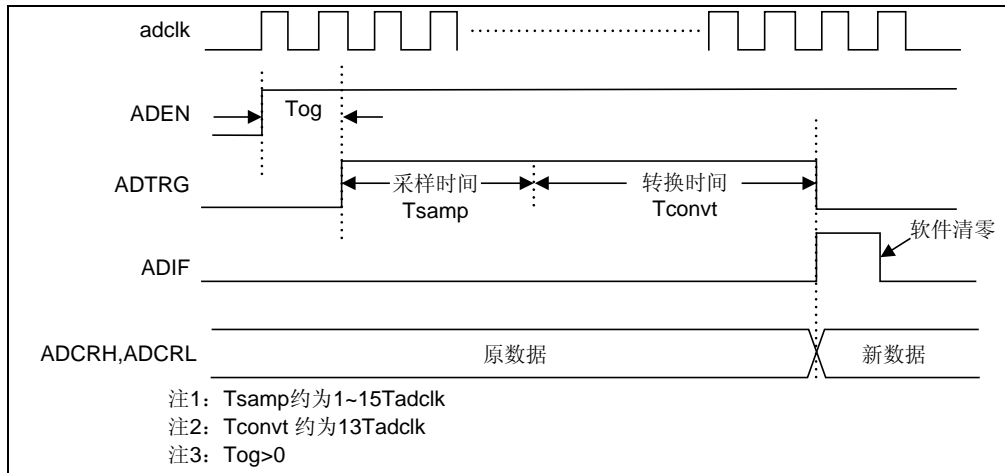 adclk
ADEN
Tog
ADTRG
采样时间
Tsamp
转换时间
Tconvt
软件清零
ADIF
ADCRH,ADCRL
原数据
新数据
注1：Tsamp约为1~15Tadclk
注2：Tconvt 约为13Tadclk
注3：Tog>0